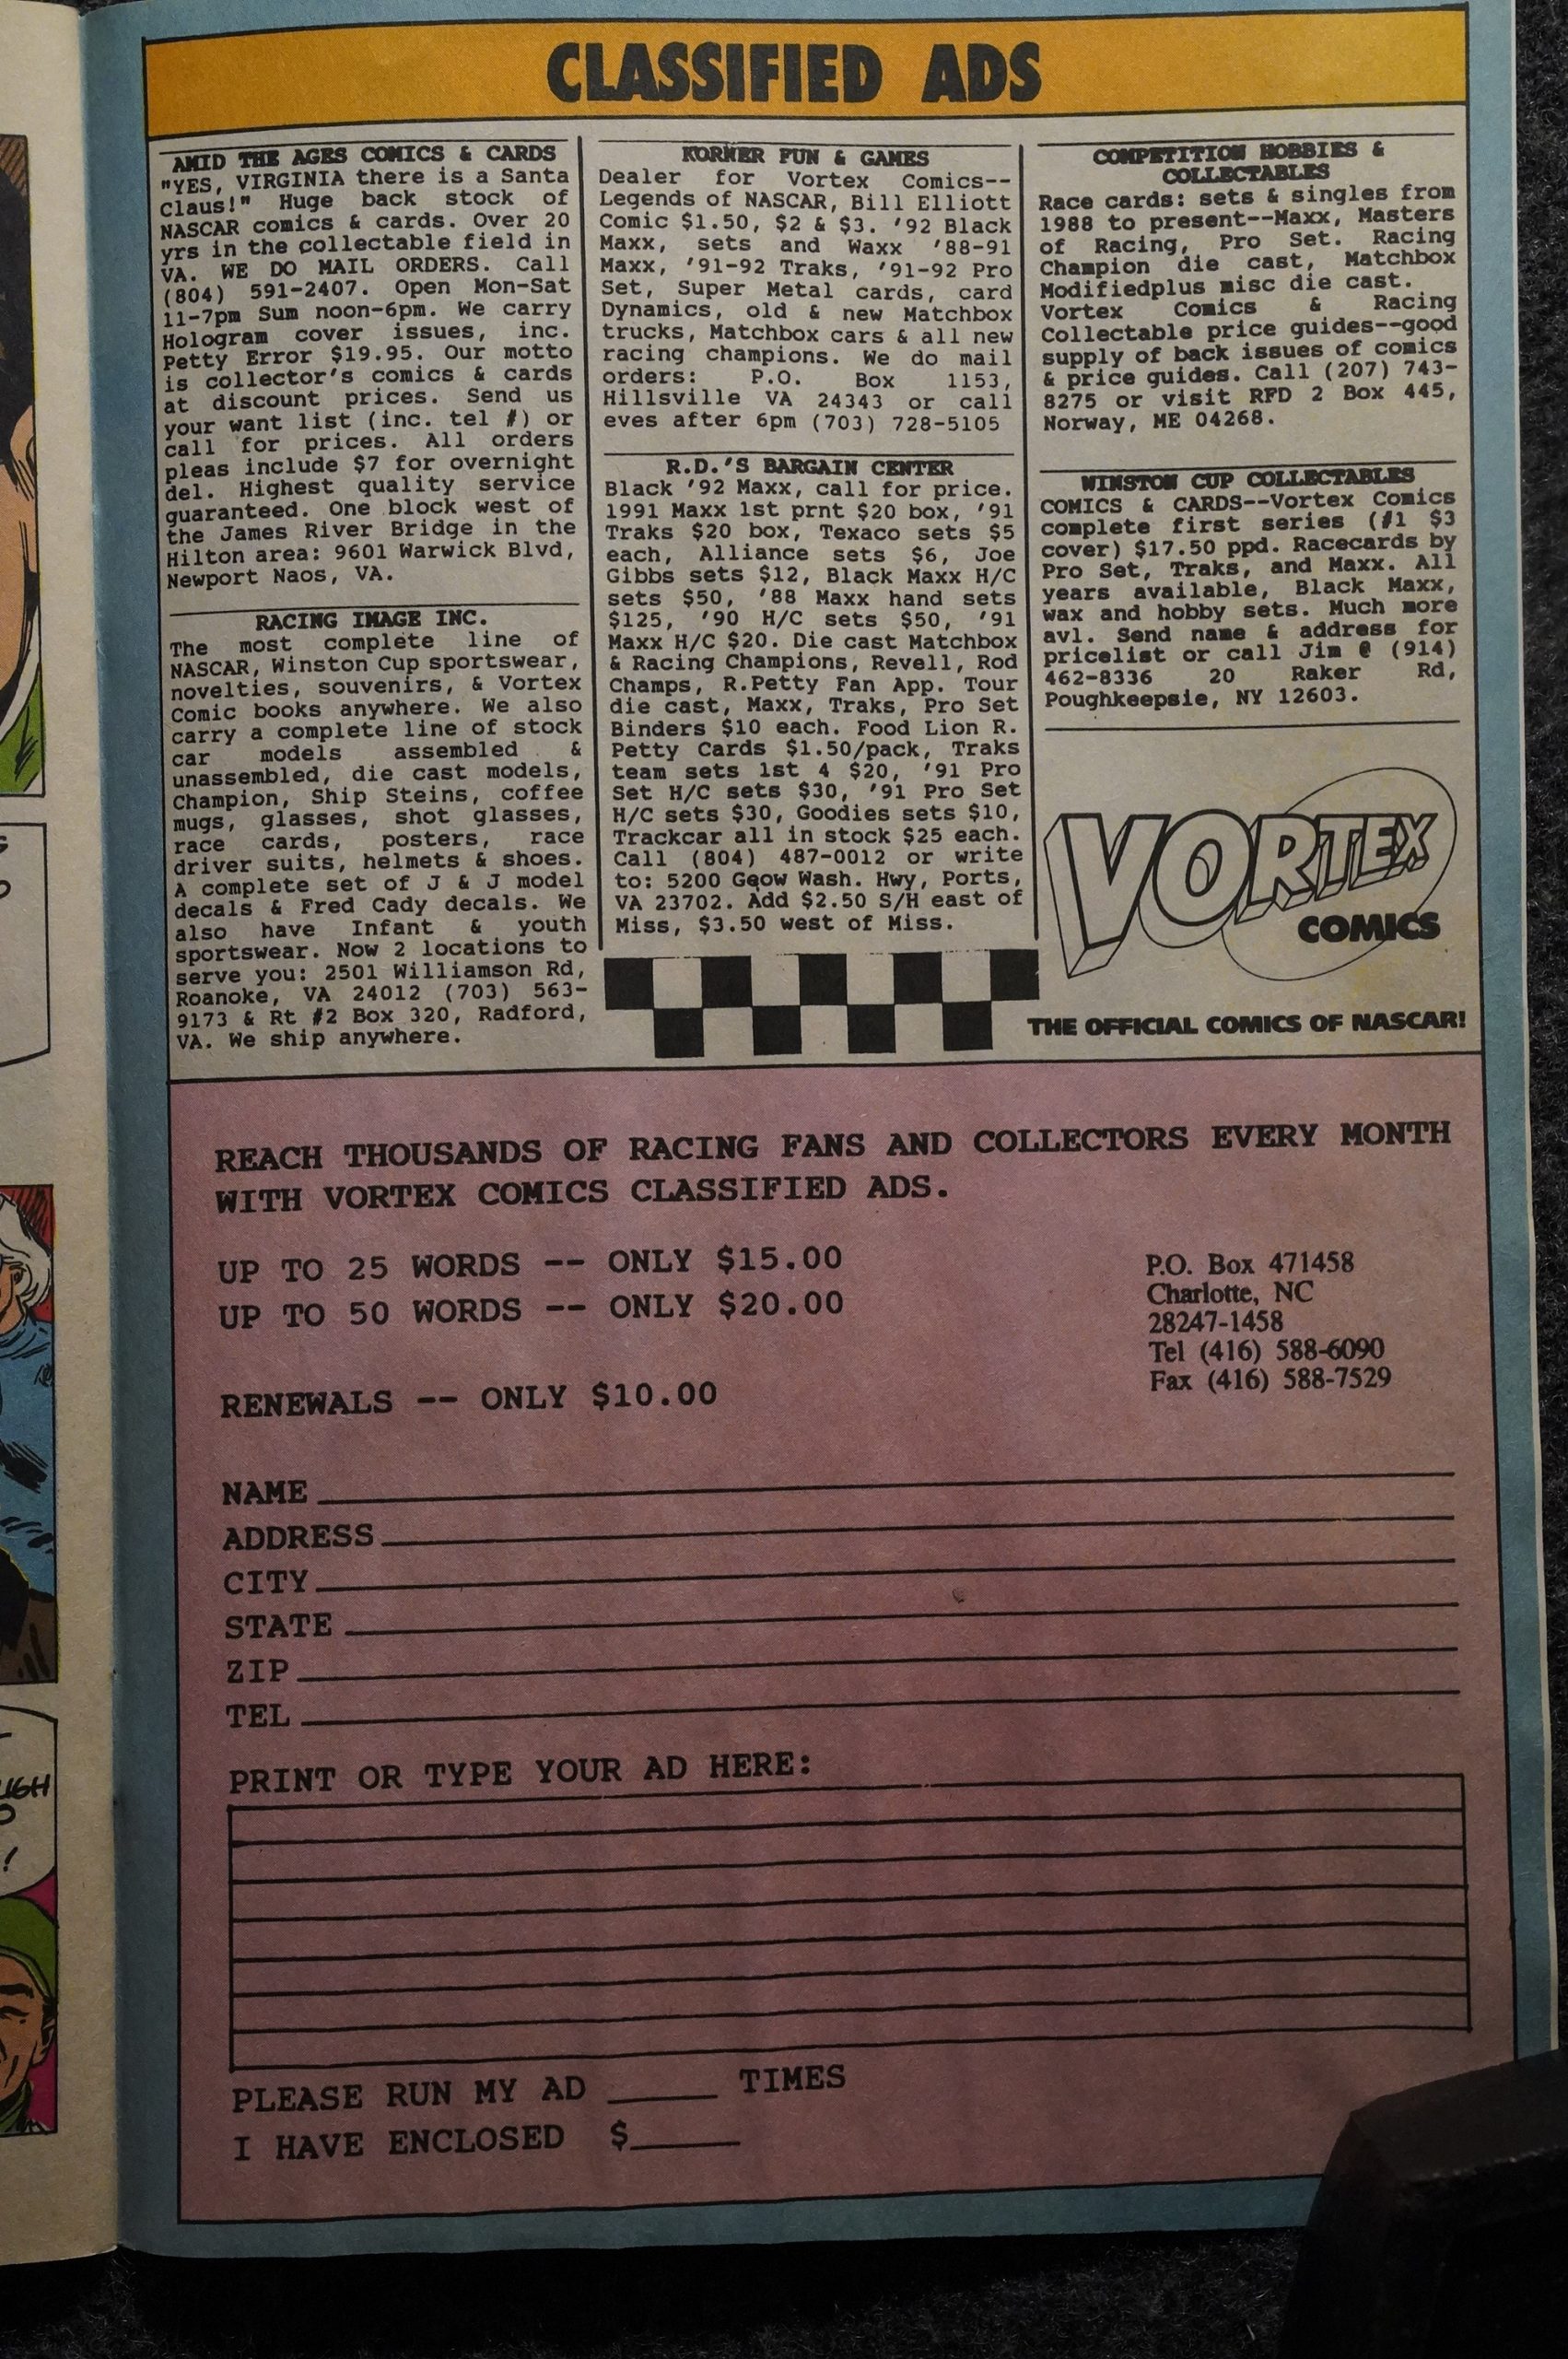 CLASSIFIED ADS
AMID THE AGES COMICS & CARDS
"YES, VIRGINIA there is a Santa
Claus!" Huge back stock of
NASCAR comics & cards. Over 20
yrs in the collectable field in
VA. WE DO MAIL ORDERS. Call
(804) 591-2407. Open Mon-Sat
11-7pm Sum noon-6pm. We carry
Hologram cover issues, inc.
Petty Error $19.95. Our motto
is collector's comics & cards
at discount prices. Send us
your want list (inc. tel #) or
call for prices. All orders
pleas include $7 for overnight
del. Highest quality service
guaranteed. One block west of
the James River Bridge in the
Hilton area: 9601 Warwick Blvd,
Newport Naos, VA.
RACING IMAGE INC.
The most complete line of
NASCAR, Winston Cup sportswear,
novelties, souvenirs, & Vortex
Comic books anywhere. We also
carry a complete line of stock
car models assembled &
unassembled, die cast models,
Champion, Ship Steins, coffee
mugs, glasses, shot glasses,
race cards, posters, race
driver suits, helmets & shoes.
A complete set of J & J model
decals & Fred Cady decals. We
also have Infant & youth
sportswear. Now 2 locations to
serve you: 2501 Williamson Rd,
Roanoke, VA 24012 (703) 563-
9173 & Rt #2 Box 320, Radford,
VA. We ship anywhere.
KORNER FUN & GAMES
Dealer for Vortex Comics--
Legends of NASCAR, Bill Elliott
Comic $1.50, $2 & $3. '92 Black
Maxx, sets and Waxx '88-91
Maxx, '91-92 Traks, '91-92 Pro
Set, Super Metal cards, card
Dynamics, old & new Matchbox
trucks, Matchbox cars & all new
racing champions. We do mail
orders: P.O. Box 1153,
Hillsville VA 24343 or call
eves after 6pm (703) 728-5105
R.D.'S BARGAIN CENTER
Black '92 Maxx, call for price.
1991 Maxx 1st prnt $20 box, '91
Traks $20 box, Texaco sets $5
each, Alliance sets $6, Joe
Gibbs sets $12, Black Maxx H/C
sets $50, '88 Maxx hand sets
$125, '90 H/C sets $50, '91
Maxx H/C $20. Die cast Matchbox
& Racing Champions, Revell, Rod
Champs, R.Petty Fan App. Tour
die cast, Maxx, Traks, Pro Set
Binders $10 each. Food Lion R.
Petty Cards $1.50/pack, Traks
team sets 1st 4 $20, '91 Pro
Set H/C sets $30, '91 Pro Set
H/C sets $30, Goodies sets $10,
Trackcar all in stock $25 each.
Call (804) 487-0012 or write
to: 5200 Geow Wash. Hwy, Ports,
VA 23702. Add $2.50 S/H east of
Miss, $3.50 west of Miss.
COMPETITION HOBBIES &
COLLECTABLES
Race cards: sets & singles from
1988 to present--Maxx, Masters
of Racing, Pro Set. Racing
Champion die cast, Matchbox
Modifiedplus misc die cast.
Vortex Comics & Racing
Collectable price guides--good
supply of back issues of comics
& price guides. Call (207) 743-
8275 or visit RFD 2 Box 445,
Norway, ME 04268.
WINSTON CUP COLLECTABLES
COMICS & CARDS--Vortex Comics
complete first series (#1 $3
cover) $17.50 ppd. Racecards by
Pro Set, Traks, and Maxx. All
years available, Black Maxx,
wax and hobby sets. Much more
avl. Send name & address for
pricelist or call Jim @ (914)
462-8336 20 Raker Rd,
Poughkeepsie, NY 12603.
VORTEX
COMICS
THE OFFICIAL COMICS OF NASCAR!
REACH THOUSANDS OF RACING FANS AND COLLECTORS EVERY MONTH
WITH VORTEX COMICS CLASSIFIED ADS.
UP TO 25 WORDS -- ONLY $15.00
UP TO 50 WORDS -- ONLY $20.00
RENEWALS -- ONLY $10.00
P.O. Box 471458
Charlotte, NC
28247-1458
Tel (416) 588-6090
Fax (416) 588-7529
NAME
ADDRESS
CITY
STATE
ZIP
TEL
PRINT OR TYPE YOUR AD HERE:
PLEASE RUN MY AD _____ TIMES
I HAVE ENCLOSED $_____